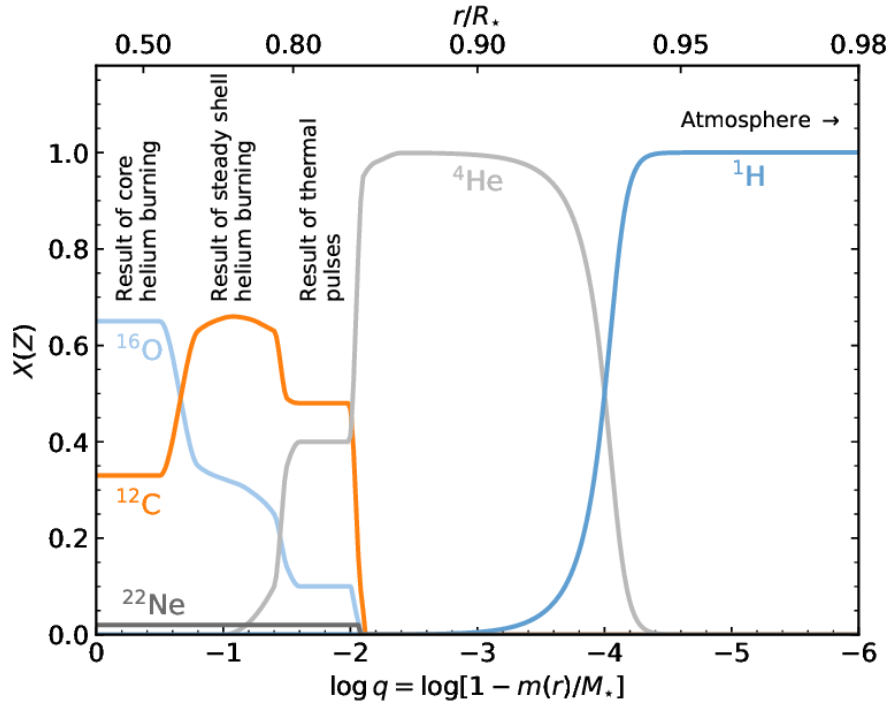 r/R⋆
0.50 0.80 0.90 0.95 0.98
Result of core
helium burning
Result of steady shell
helium burning
Result of thermal
pulses
Atmosphere →
⁴He
¹H
¹⁶O
¹²C
²²Ne
X(Z)
1.0
0.8
0.6
0.4
0.2
0.0
0 −1 −2 −3 −4 −5 −6
log q = log[1 − m(r)/M⋆]